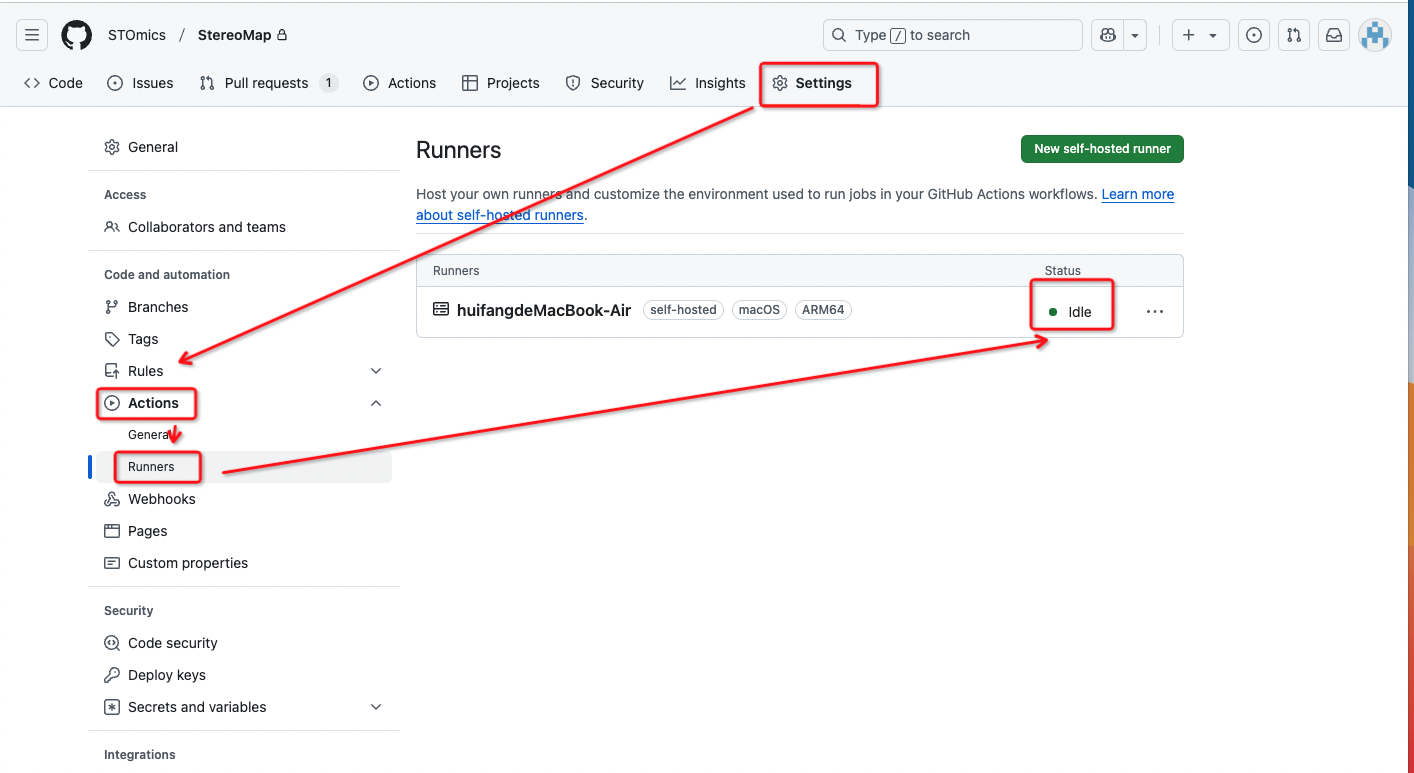 STOmics / StereoMap
Type / to search
Code
Issues
Pull requests 1
Actions
Projects
Security
Insights
Settings
General
Access
Collaborators and teams
Code and automation
Branches
Tags
Rules
Actions
General
Runners
Webhooks
Pages
Custom properties
Security
Code security
Deploy keys
Secrets and variables
Integrations
Runners
New self-hosted runner
Host your own runners and customize the environment used to run jobs in your GitHub Actions workflows. Learn more
about self-hosted runners.
Runners Status
huifangdeMacBook-Air self-hosted macOS ARM64 Idle